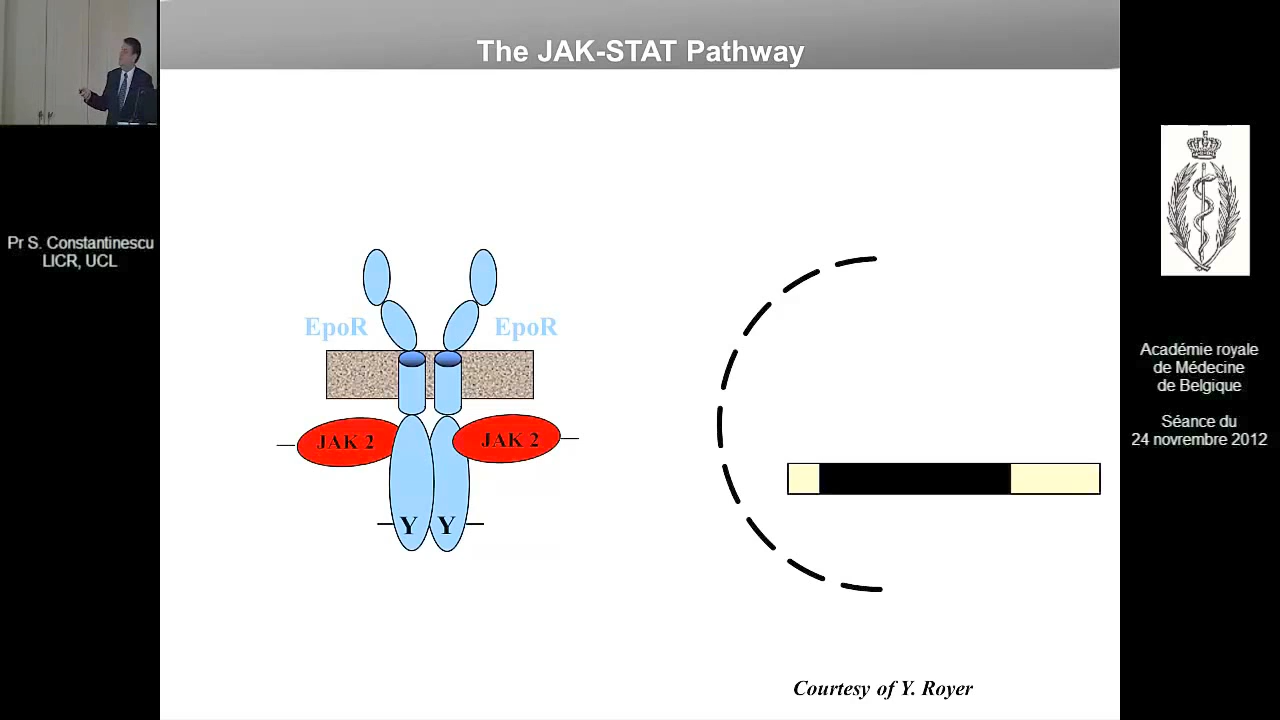 The JAK-STAT Pathway
Pr S. Constantinescu
LICR, UCL
EpoR
EpoR
JAK 2
JAK 2
Y
Y
Courtesy of Y. Royer
Académie royale
de Médecine
de Belgique
Séance du
24 novrembre 2012